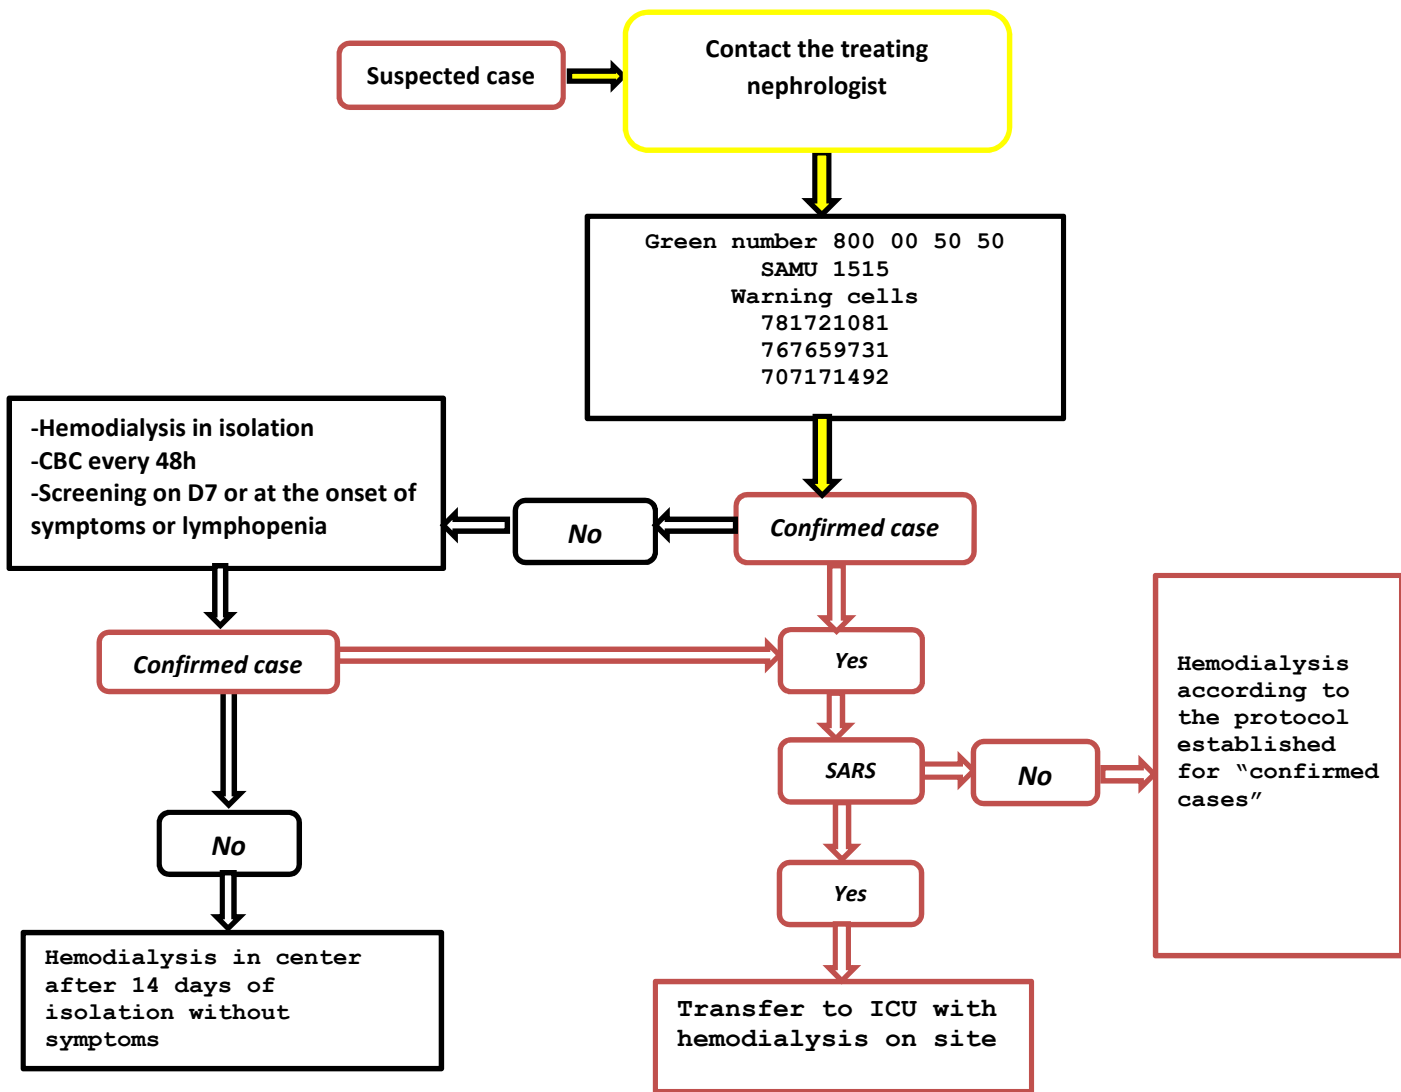 Suspected case
Contact the treating
nephrologist
Green number 800 00 50 50
SAMU 1515
Warning cells
781721081
767659731
707171492
-Hemodialysis in isolation
-CBC every 48h
-Screening on D7 or at the onset of
symptoms or lymphopenia
No
Confirmed case
Confirmed case
Yes
Hemodialysis
according to
the protocol
established
for “confirmed
cases”
SARS
No
No
Yes
Hemodialysis in center
after 14 days of
isolation without
symptoms
Transfer to ICU with
hemodialysis on site